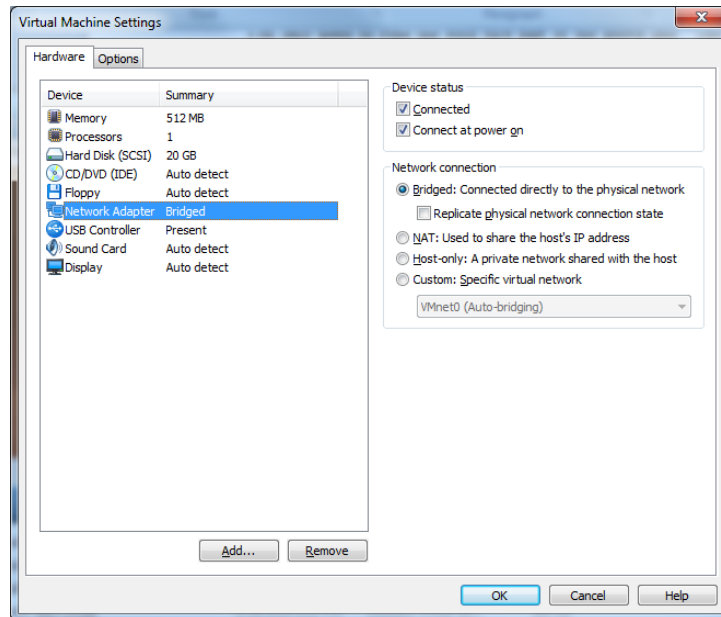 Virtual Machine Settings
Hardware Options
Device Summary
Memory 512 MB
Processors 1
Hard Disk (SCSI) 20 GB
CD/DVD (IDE) Auto detect
Floppy Auto detect
Network Adapter Bridged
USB Controller Present
Sound Card Auto detect
Display Auto detect
Add... Remove
Device status
Connected
Connect at power on
Network connection
Bridged: Connected directly to the physical network
Replicate physical network connection state
NAT: Used to share the host's IP address
Host-only: A private network shared with the host
Custom: Specific virtual network
VMnet0 (Auto-bridging)
OK Cancel Help